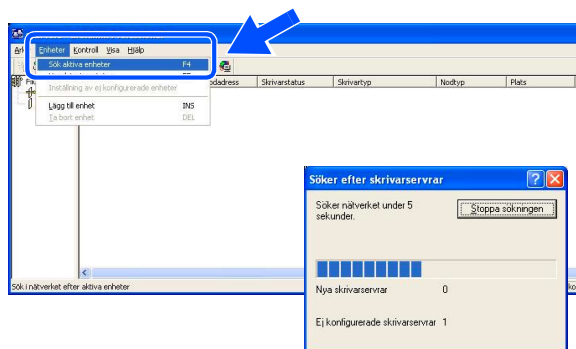 Enheter Kontroll Visa Hjälp
Sök aktiva enheter F4
Inställning av ej konfigurerade enheter
Lägg till enhet INS
Ta bort enhet DEL
Skrivarstatus Skrivartyp Nodtyp Plats
Sök i nätverket efter aktiva enheter
Söker efter skrivarservrar
Söker nätverket under 5
sekunder.
Stoppa sökningen
Nya skrivarservrar 0
Ej konfigurerade skrivarservrar 1